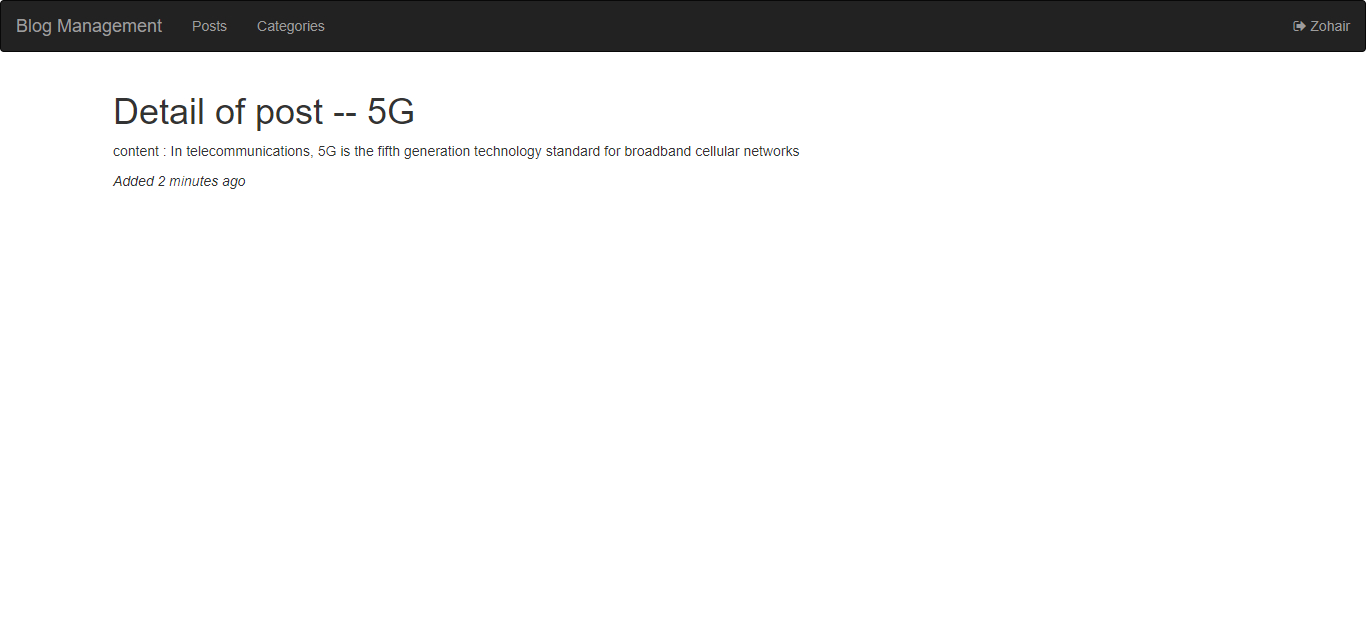 Blog Management Posts Categories Zohair
Detail of post -- 5G
content : In telecommunications, 5G is the fifth generation technology standard for broadband cellular networks
Added 2 minutes ago